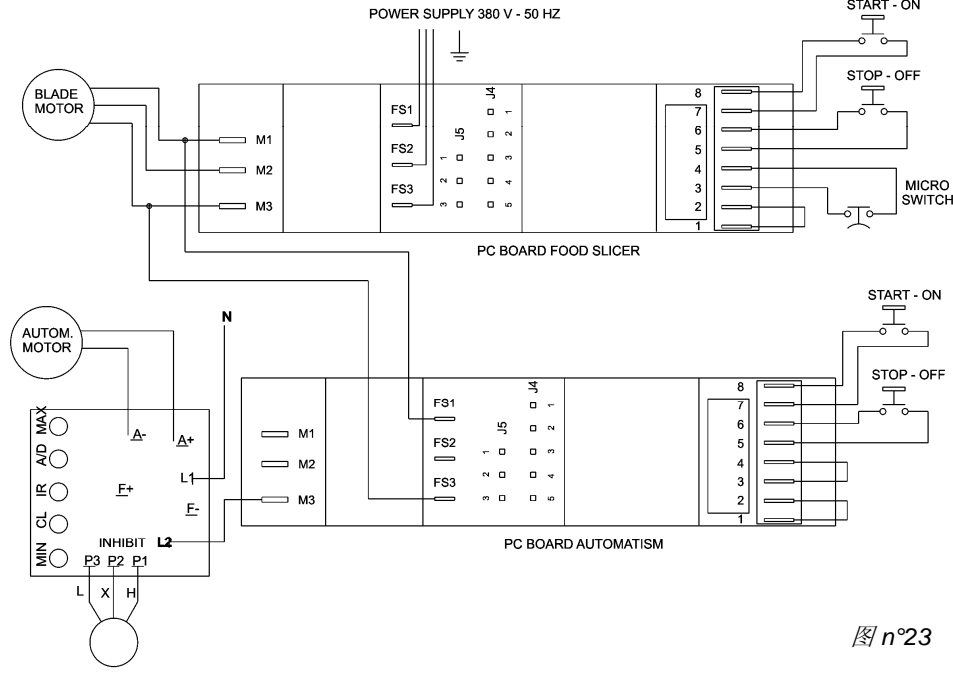 POWER SUPPLY 380 V - 50 HZ
START - ON
BLADE
MOTOR
STOP - OFF
M1
M2
M3
FS1
FS2
FS3
J5
1
2
3
J4
1
2
3
4
5
8
7
6
5
4
3
2
1
MICRO
SWITCH
PC BOARD FOOD SLICER
START - ON
STOP - OFF
AUTOM.
MOTOR
N
M1
M2
M3
FS1
FS2
FS3
J5
1
2
3
J4
1
2
3
4
5
8
7
6
5
4
3
2
1
PC BOARD AUTOMATISM
MAX
A/D
IR
CL
MIN
A-
A+
L1
F+
F-
INHIBIT
L2
P3
P2
P1
L
X
H
图 n°23